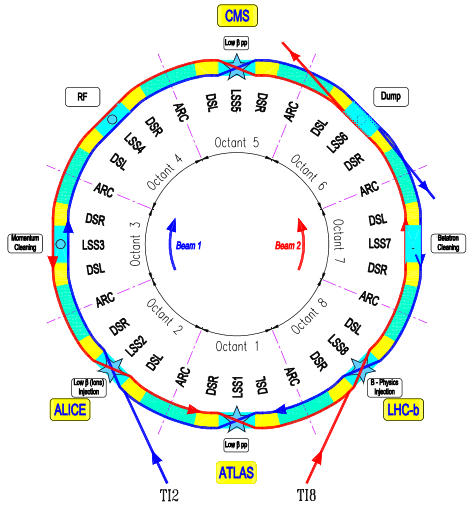 CMS
Low β pp
DSL
LSS5
DSR
ARC
ARC
RF
Dump
DSR
LSS4
DSL
DSL
LSS6
DSR
Octant 5
Octant 4
Octant 6
ARC
ARC
DSR
LSS3
DSL
Momentum
Cleaning
Octant 3
Beam 1
Beam 2
Octant 7
DSL
LSS7
DSR
Betatron
Cleaning
ARC
ARC
Octant 2
Octant 8
Octant 1
DSR
LSS2
DSL
DSL
LSS8
DSR
ARC
ARC
DSR
LSS1
DSL
Low β (Ions)
Injection
B - Physics
Injection
ALICE
LHC-b
Low β pp
ATLAS
TI2
TI8